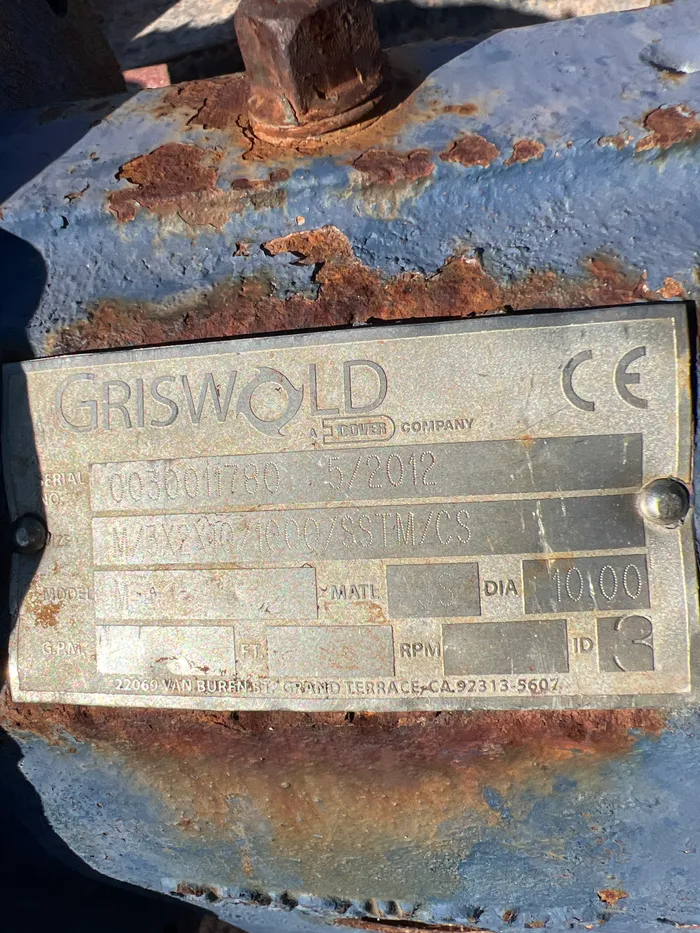 GRISWOLD CE
A DOVER COMPANY
SERIAL NO. 0030011780 5/2012
SIZE M/3X2X10/1000/SSTM/CS
MODEL MATL DIA 10.00
G.P.M. FT. RPM ID 3
22069 VAN BUREN ST. GRAND TERRACE, CA 92313-5607